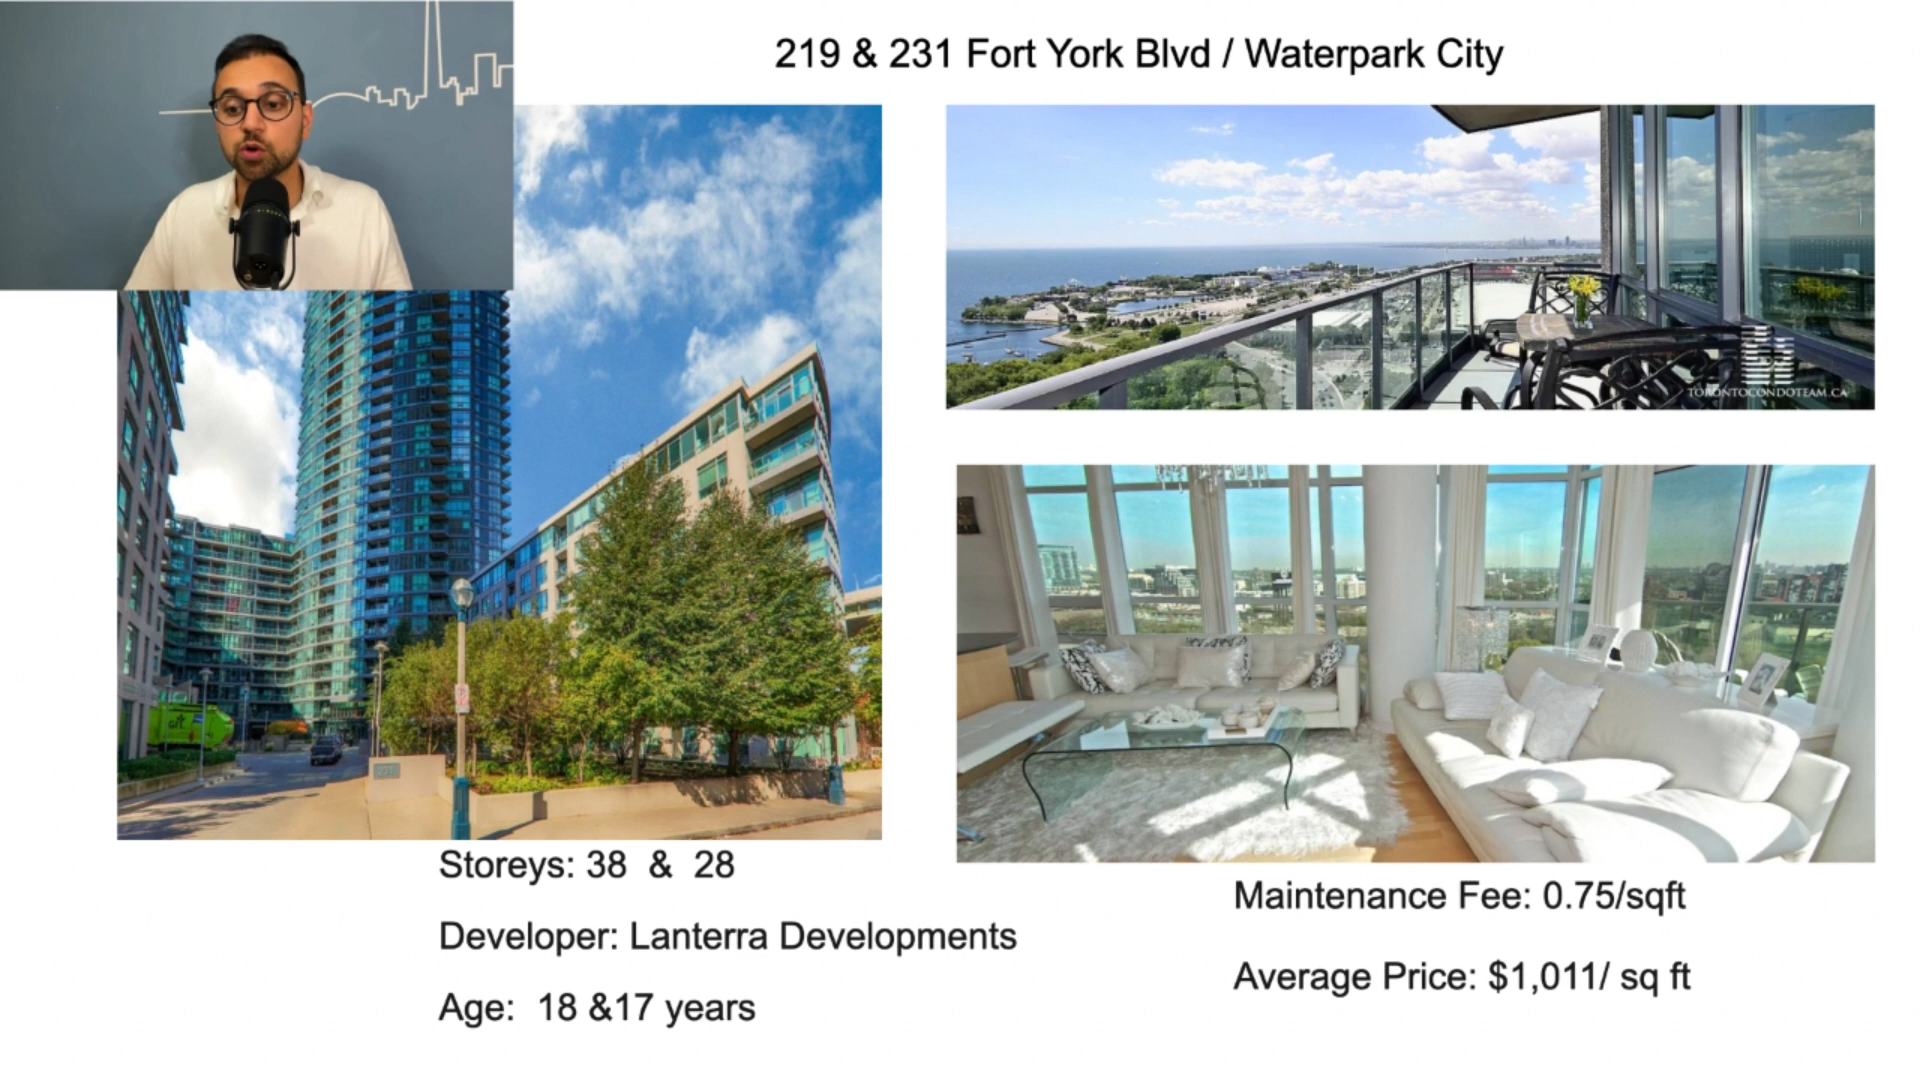 219 & 231 Fort York Blvd / Waterpark City
TORONTOCONDOTEAM.CA
Storeys: 38 & 28
Developer: Lanterra Developments
Age: 18 &17 years
Maintenance Fee: 0.75/sqft
Average Price: $1,011/ sq ft